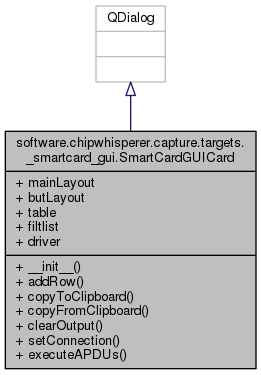 QDialog
software.chipwhisperer.capture.targets.
_smartcard_gui.SmartCardGUICard
+ mainLayout
+ butLayout
+ table
+ filtlist
+ driver
+ __init__()
+ addRow()
+ copyToClipboard()
+ copyFromClipboard()
+ clearOutput()
+ setConnection()
+ executeAPDUs()